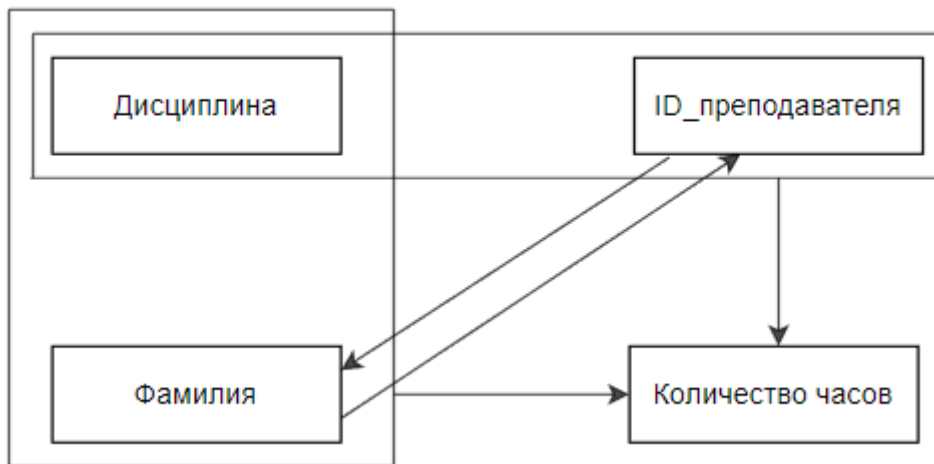 Дисциплина
ID_преподавателя
Фамилия
Количество часов